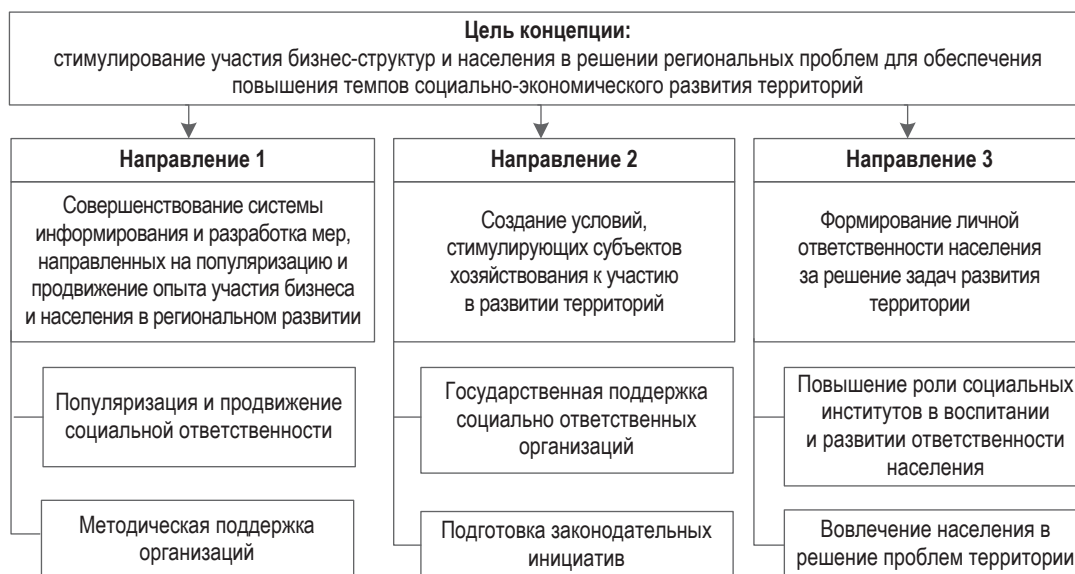 Цель концепции:
стимулирование участия бизнес-структур и населения в решении региональных проблем для обеспечения
повышения темпов социально-экономического развития территорий
Направление 1
Совершенствование системы
информирования и разработка мер,
направленных на популяризацию и
продвижение опыта участия бизнеса
и населения в региональном развитии
Популяризация и продвижение
социальной ответственности
Методическая поддержка
организаций
Направление 2
Создание условий,
стимулирующих субъектов
хозяйствования к участию
в развитии территорий
Государственная поддержка
социально ответственных
организаций
Подготовка законодательных
инициатив
Направление 3
Формирование личной
ответственности населения
за решение задач развития
территории
Повышение роли социальных
институтов в воспитании
и развитии ответственности
населения
Вовлечение населения в
решение проблем территории